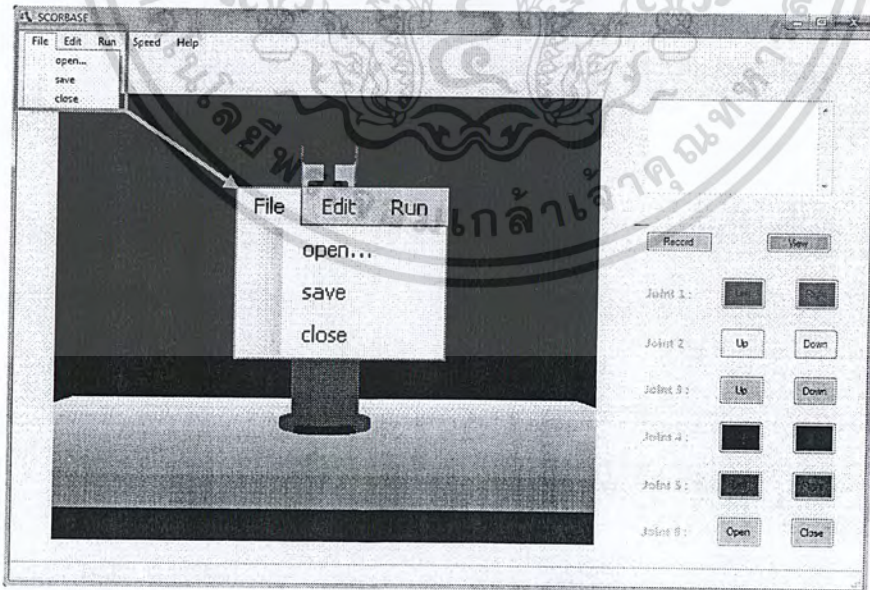 SCORBASE
File Edit Run Speed Help
open...
save
close
File Edit Run
open...
save
close
Record View
Joint 1 :
Joint 2 Up Down
Joint 3 : Up Down
Joint 4 :
Joint 5 :
Joint 6 : Open Close